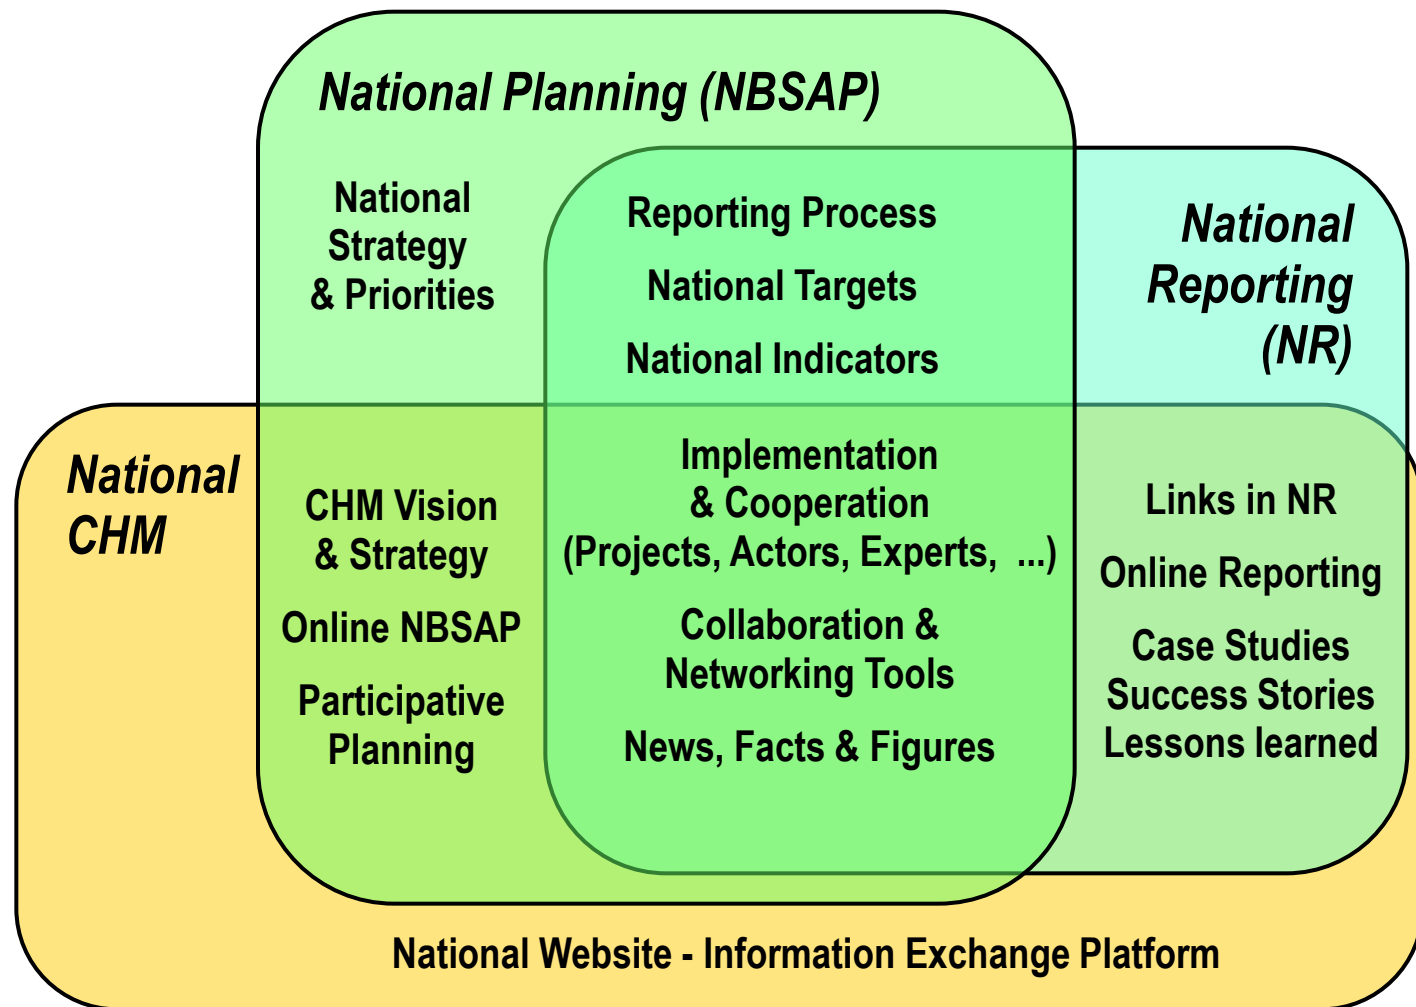 National Planning (NBSAP)
National
Strategy
& Priorities
Reporting Process
National Targets
National Indicators
National
Reporting
(NR)
National
CHM
CHM Vision
& Strategy
Online NBSAP
Participative
Planning
Implementation
& Cooperation
(Projects, Actors, Experts, ...)
Collaboration &
Networking Tools
News, Facts & Figures
Links in NR
Online Reporting
Case Studies
Success Stories
Lessons learned
National Website - Information Exchange Platform